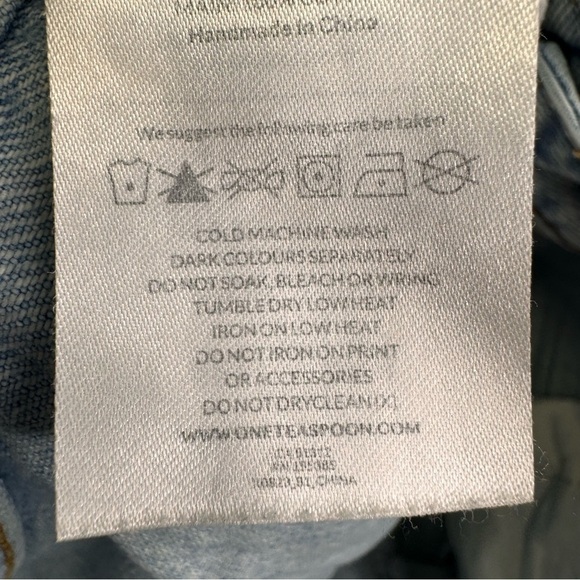 Handmade in China
We suggest the following care be taken
COLD MACHINE WASH
DARK COLOURS SEPARATELY
DO NOT SOAK, BLEACH OR WRING
TUMBLE DRY LOW HEAT
IRON ON LOW HEAT
DO NOT IRON ON PRINT
OR ACCESSORIES
DO NOT DRYCLEAN (X)
WWW.ONETEASPOON.COM